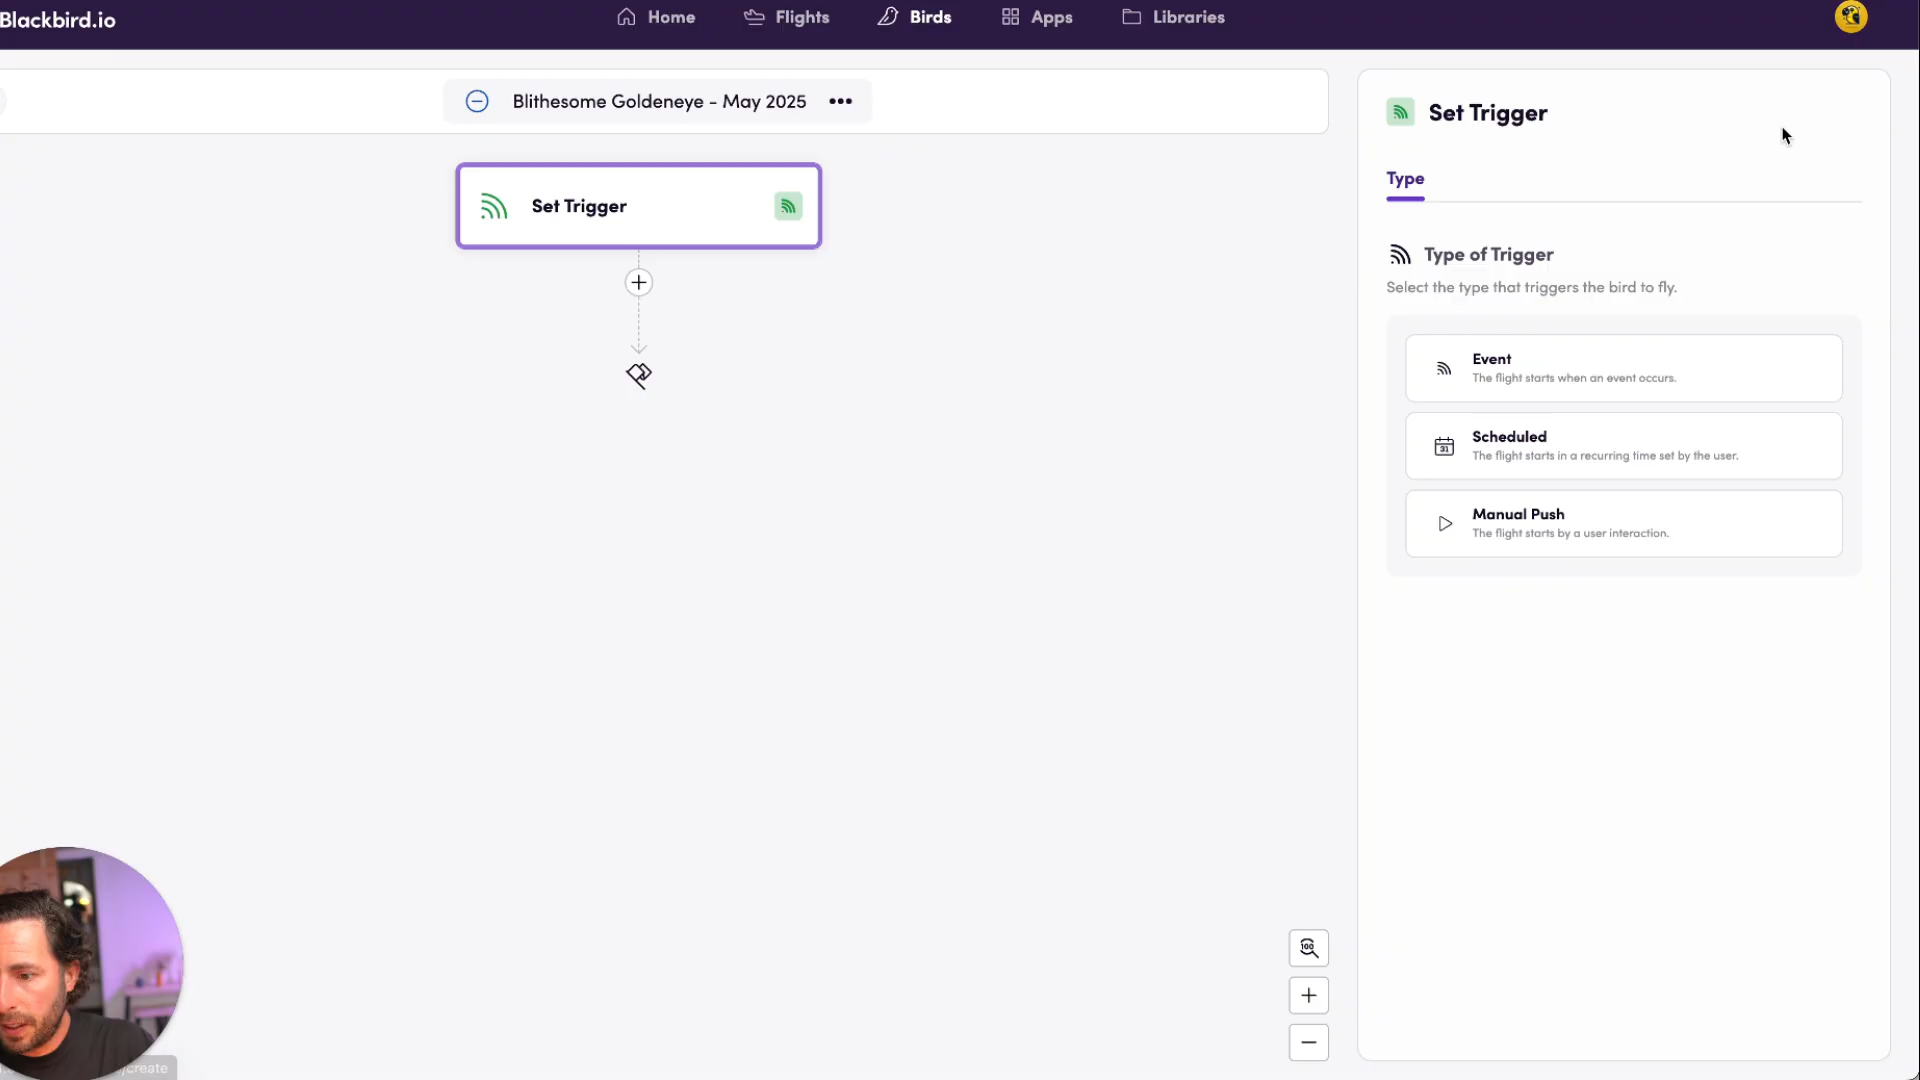 Blackbird.io
Home
Flights
Birds
Apps
Libraries
Blithesome Goldeneye - May 2025
Set Trigger
Set Trigger
Type
Type of Trigger
Select the type that triggers the bird to fly.
Event
The flight starts when an event occurs.
Scheduled
The flight starts in a recurring time set by the user.
31
Manual Push
The flight starts by a user interaction.
100
/create